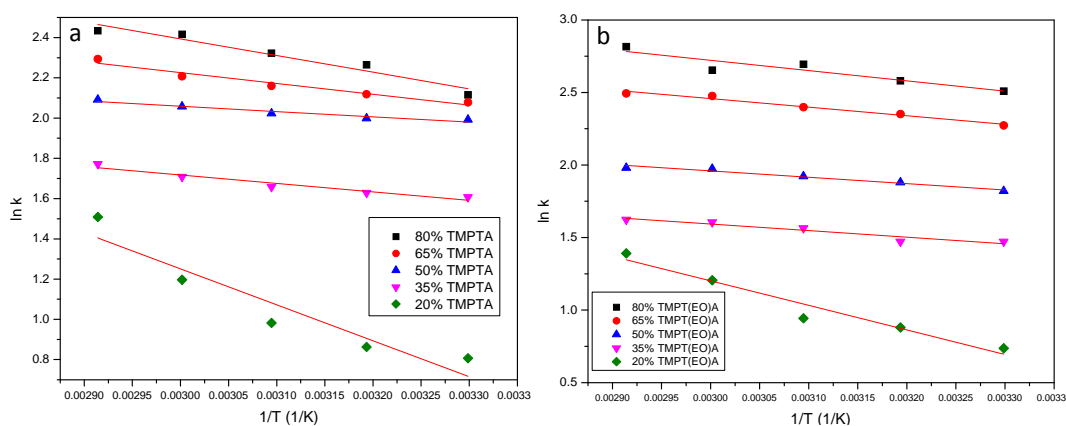 a
ln k
2.4
2.2
2.0
1.8
1.6
1.4
1.2
1.0
0.8
80% TMPTA
65% TMPTA
50% TMPTA
35% TMPTA
20% TMPTA
0.00290 0.00295 0.00300 0.00305 0.00310 0.00315 0.00320 0.00325 0.00330 0.0033
1/T (1/K)
b
ln k
3.0
2.5
2.0
1.5
1.0
0.5
80% TMPT(EO)A
65% TMPT(EO)A
50% TMPT(EO)A
35% TMPT(EO)A
20% TMPT(EO)A
0.00290 0.00295 0.00300 0.00305 0.00310 0.00315 0.00320 0.00325 0.00330 0.0033
1/T (1/K)